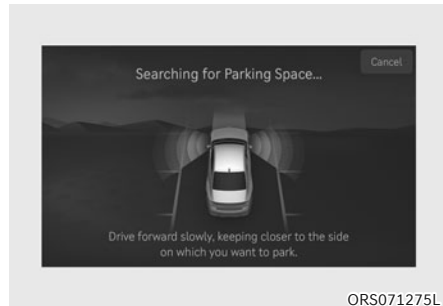 Cancel
Searching for Parking Space...
Drive forward slowly, keeping closer to the side
on which you want to park.
ORS071275L